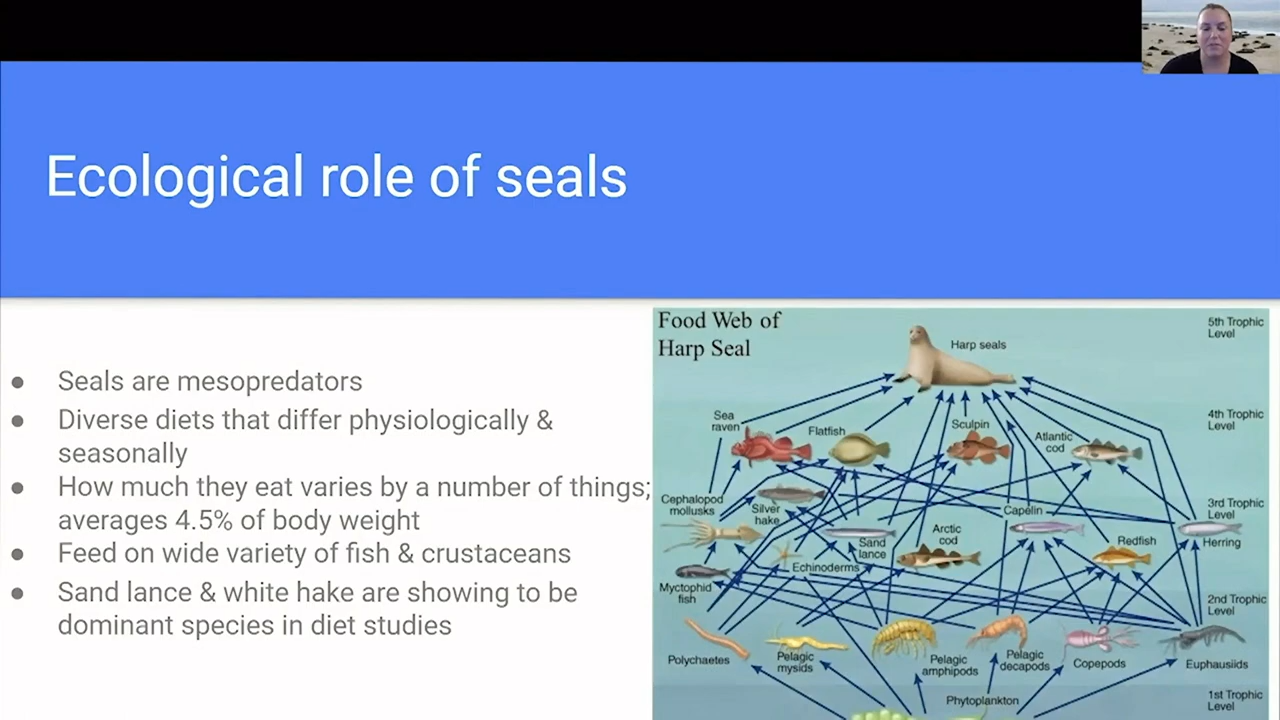 Ecological role of seals
● Seals are mesopredators
● Diverse diets that differ physiologically &
seasonally
● How much they eat varies by a number of things;
averages 4.5% of body weight
● Feed on wide variety of fish & crustaceans
● Sand lance & white hake are showing to be
dominant species in diet studies
Food Web of
Harp Seal
5th Trophic
Level
Harp seals
4th Trophic
Level
Sea
raven
Flatfish
Sculpin
Atlantic
cod
3rd Trophic
Level
Cephalopod
mollusks
Silver
hake
Capelin
Sand
lance
Arctic
cod
Redfish
Herring
Echinoderms
Myctophid
fish
2nd Trophic
Level
Polychaetes
Pelagic
mysids
Pelagic
amphipods
Pelagic
decapods
Copepods
Euphausiids
Phytoplankton
1st Trophic
Level